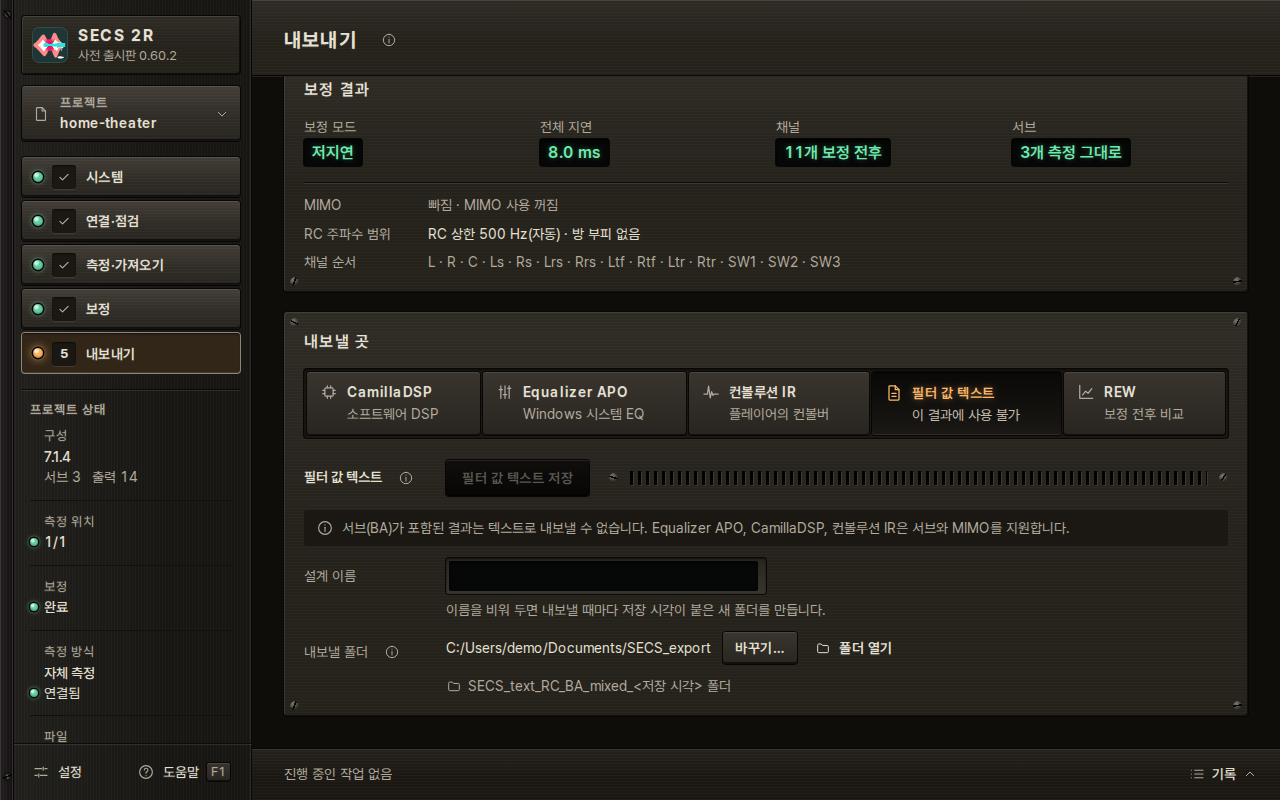 SECS 2R
사전 출시판 0.60.2
프로젝트
home-theater
시스템
연결·점검
측정·가져오기
보정
5 내보내기
프로젝트 상태
구성
7.1.4
서브 3 출력 14
측정 위치
1/1
보정
완료
측정 방식
자체 측정
연결됨
파일
설정
도움말 F1
내보내기
보정 결과
보정 모드
저지연
전체 지연
8.0 ms
채널
11개 보정 전후
서브
3개 측정 그대로
MIMO 빠짐 · MIMO 사용 꺼짐
RC 주파수 범위 RC 상한 500 Hz(자동) · 방 부피 없음
채널 순서 L · R · C · Ls · Rs · Lrs · Rrs · Ltf · Rtf · Ltr · Rtr · SW1 · SW2 · SW3
내보낼 곳
CamillaDSP
소프트웨어 DSP
Equalizer APO
Windows 시스템 EQ
컨볼루션 IR
플레이어의 컨볼버
필터 값 텍스트
이 결과에 사용 불가
REW
보정 전후 비교
필터 값 텍스트 필터 값 텍스트 저장
서브(BA)가 포함된 결과는 텍스트로 내보낼 수 없습니다. Equalizer APO, CamillaDSP, 컨볼루션 IR은 서브와 MIMO를 지원합니다.
설계 이름
이름을 비워 두면 내보낼 때마다 저장 시각이 붙은 새 폴더를 만듭니다.
내보낼 폴더 C:/Users/demo/Documents/SECS_export 바꾸기... 폴더 열기
SECS_text_RC_BA_mixed_<저장 시각> 폴더
진행 중인 작업 없음
기록